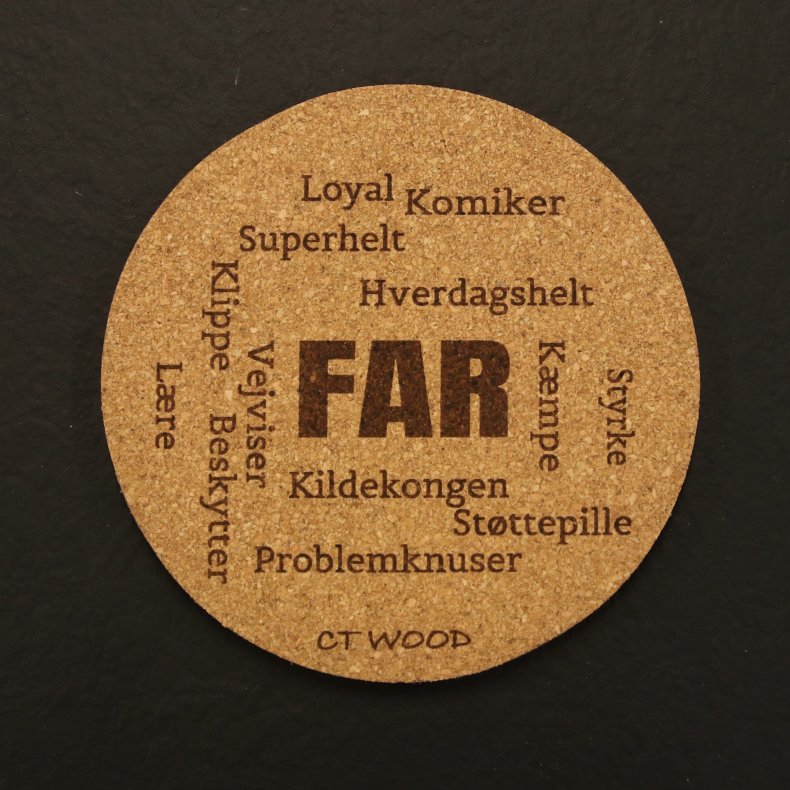 Loyal
Komiker
Superhelt
Hverdagshelt
Klippe
Vejviser
FAR
Kæmpe
Styrke
Lære
Beskytter
Kildekongen
Støttepille
Problemknuser
CT WOOD